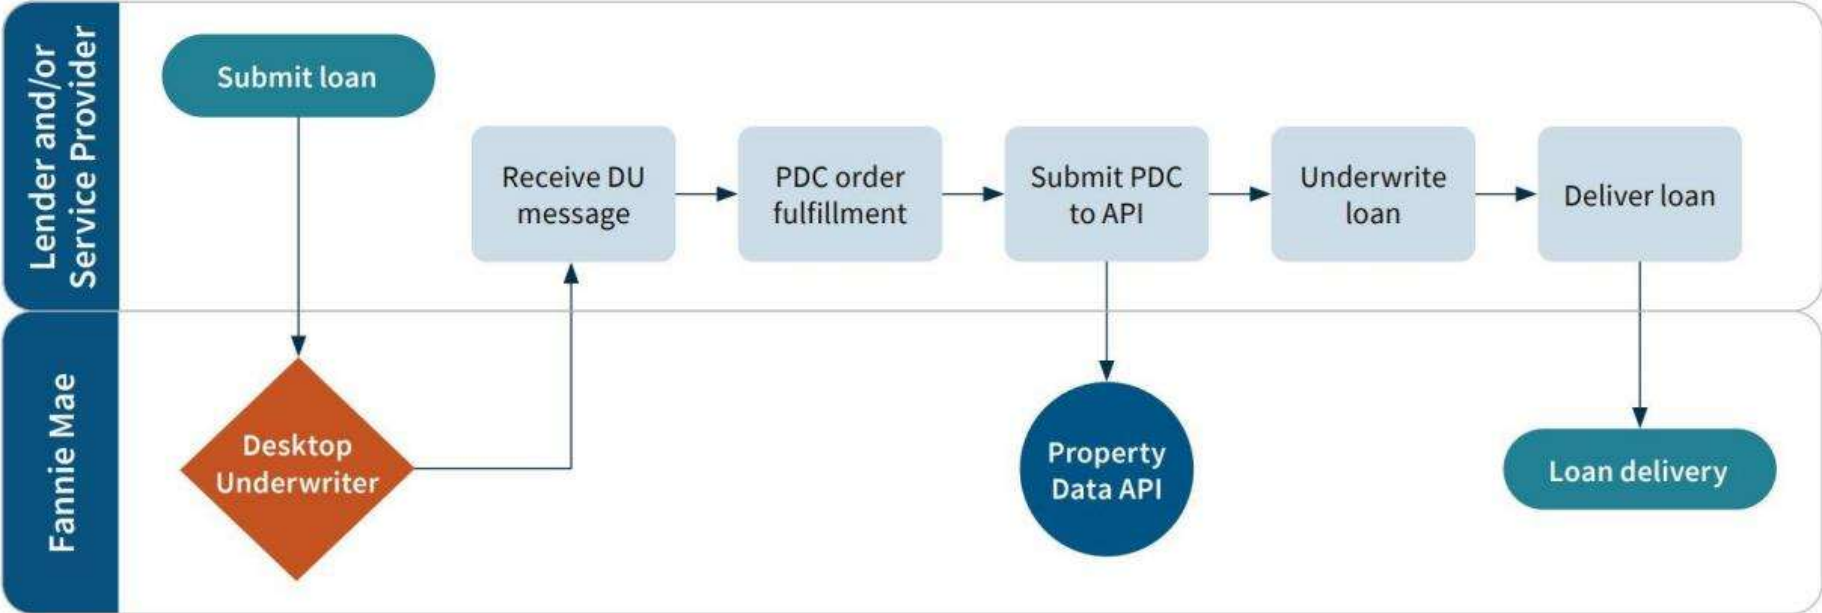 Lender and/or
Service Provider
Submit loan
Receive DU
message
PDC order
fulfillment
Submit PDC
to API
Underwrite
loan
Deliver loan
Fannie Mae
Desktop
Underwriter
Property
Data API
Loan delivery